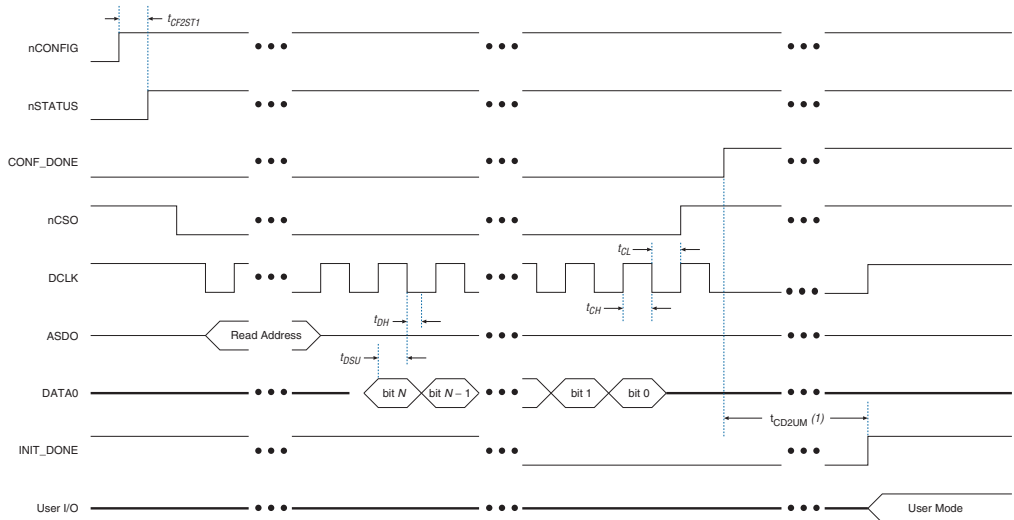 tCF2ST1
nCONFIG
nSTATUS
CONF_DONE
nCSO
tCL
DCLK
tCH
tDH
ASDO
Read Address
tDSU
DATA0
bit N
bit N – 1
bit 1
bit 0
tCD2UM (1)
INIT_DONE
User I/O
User Mode